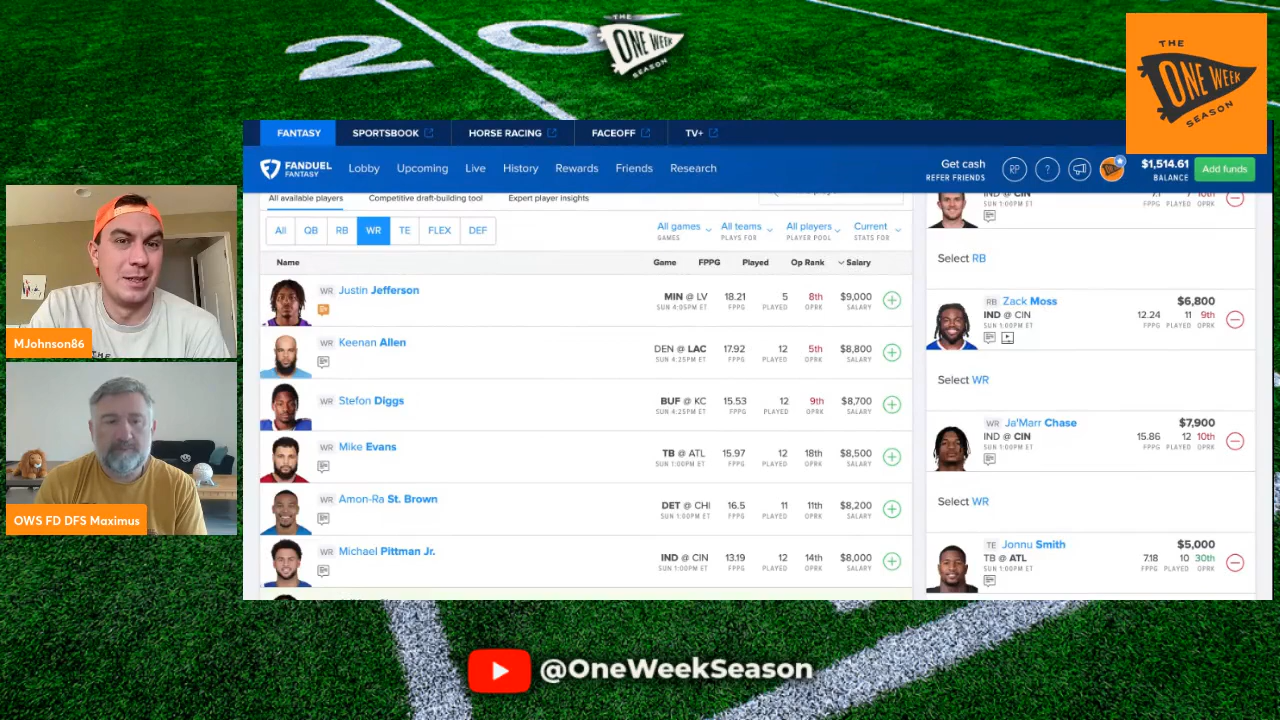 2 0
THE
ONE WEEK
SEASON
THE
ONE WEEK
SEASON
FANTASY
SPORTSBOOK
HORSE RACING
FACEOFF
TV+
FANDUEL
FANTASY
Lobby
Upcoming
Live
History
Rewards
Friends
Research
Get cash
REFER FRIENDS
RP
?
$1,514.61
BALANCE
Add funds
All available players
Competitive draft-building tool
Expert player insights
All
QB
RB
WR
TE
FLEX
DEF
All games
GAMES
All teams
PLAYS FOR
All players
PLAYER POOL
Current
STATS FOR
Name Game FPPG Played Op Rank Salary
WR Justin Jefferson MIN @ LV 18.21 5 8th $9,000
SUN 4:05PM ET FPPG PLAYED OPRK SALARY
WR Keenan Allen DEN @ LAC 17.92 12 5th $8,800
SUN 4:25PM ET FPPG PLAYED OPRK SALARY
WR Stefon Diggs BUF @ KC 15.53 12 9th $8,700
SUN 4:25PM ET FPPG PLAYED OPRK SALARY
WR Mike Evans TB @ ATL 15.97 12 18th $8,500
SUN 1:00PM ET FPPG PLAYED OPRK SALARY
WR Amon-Ra St. Brown DET @ CHI 16.5 11 11th $8,200
SUN 1:00PM ET FPPG PLAYED OPRK SALARY
WR Michael Pittman Jr. IND @ CIN 13.19 12 14th $8,000
SUN 1:00PM ET FPPG PLAYED OPRK SALARY
IND @ CIN
SUN 1:00PM ET FPPG PLAYED OPRK
Select RB
RB Zack Moss $6,800
IND @ CIN 12.24 11 9th
SUN 1:00PM ET FPPG PLAYED OPRK
Select WR
WR Ja'Marr Chase $7,900
IND @ CIN 15.86 12 10th
SUN 1:00PM ET FPPG PLAYED OPRK
Select WR
TE Jonnu Smith $5,000
TB @ ATL 7.18 10 30th
SUN 1:00PM ET FPPG PLAYED OPRK
MJohnson86
OWS FD DFS Maximus
@OneWeekSeason